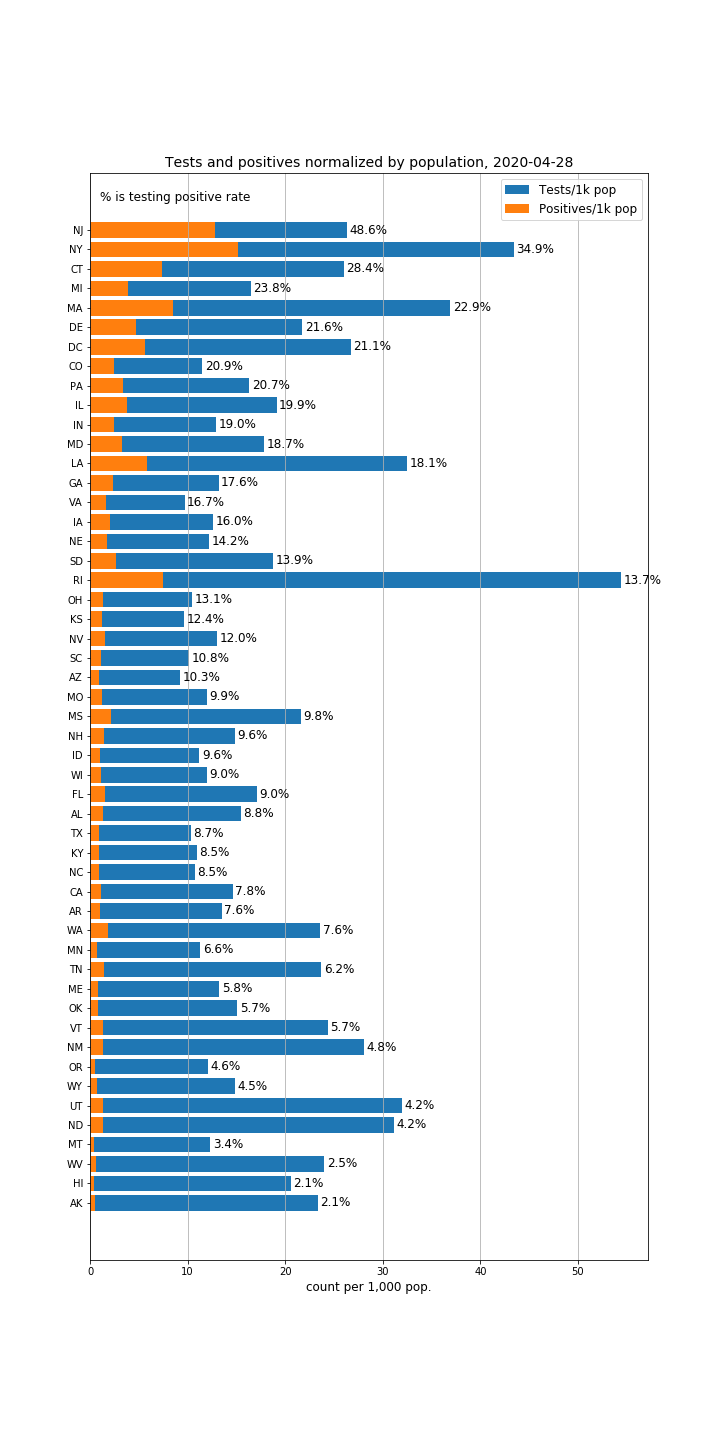 Tests and positives normalized by population, 2020-04-28
% is testing positive rate
Tests/1k pop
Positives/1k pop
NJ 48.6%
NY 34.9%
CT 28.4%
MI 23.8%
MA 22.9%
DE 21.6%
DC 21.1%
CO 20.9%
PA 20.7%
IL 19.9%
IN 19.0%
MD 18.7%
LA 18.1%
GA 17.6%
VA 16.7%
IA 16.0%
NE 14.2%
SD 13.9%
RI 13.7%
OH 13.1%
KS 12.4%
NV 12.0%
SC 10.8%
AZ 10.3%
MO 9.9%
MS 9.8%
NH 9.6%
ID 9.6%
WI 9.0%
FL 9.0%
AL 8.8%
TX 8.7%
KY 8.5%
NC 8.5%
CA 7.8%
AR 7.6%
WA 7.6%
MN 6.6%
TN 6.2%
ME 5.8%
OK 5.7%
VT 5.7%
NM 4.8%
OR 4.6%
WY 4.5%
UT 4.2%
ND 4.2%
MT 3.4%
WV 2.5%
HI 2.1%
AK 2.1%
0 10 20 30 40 50
count per 1,000 pop.